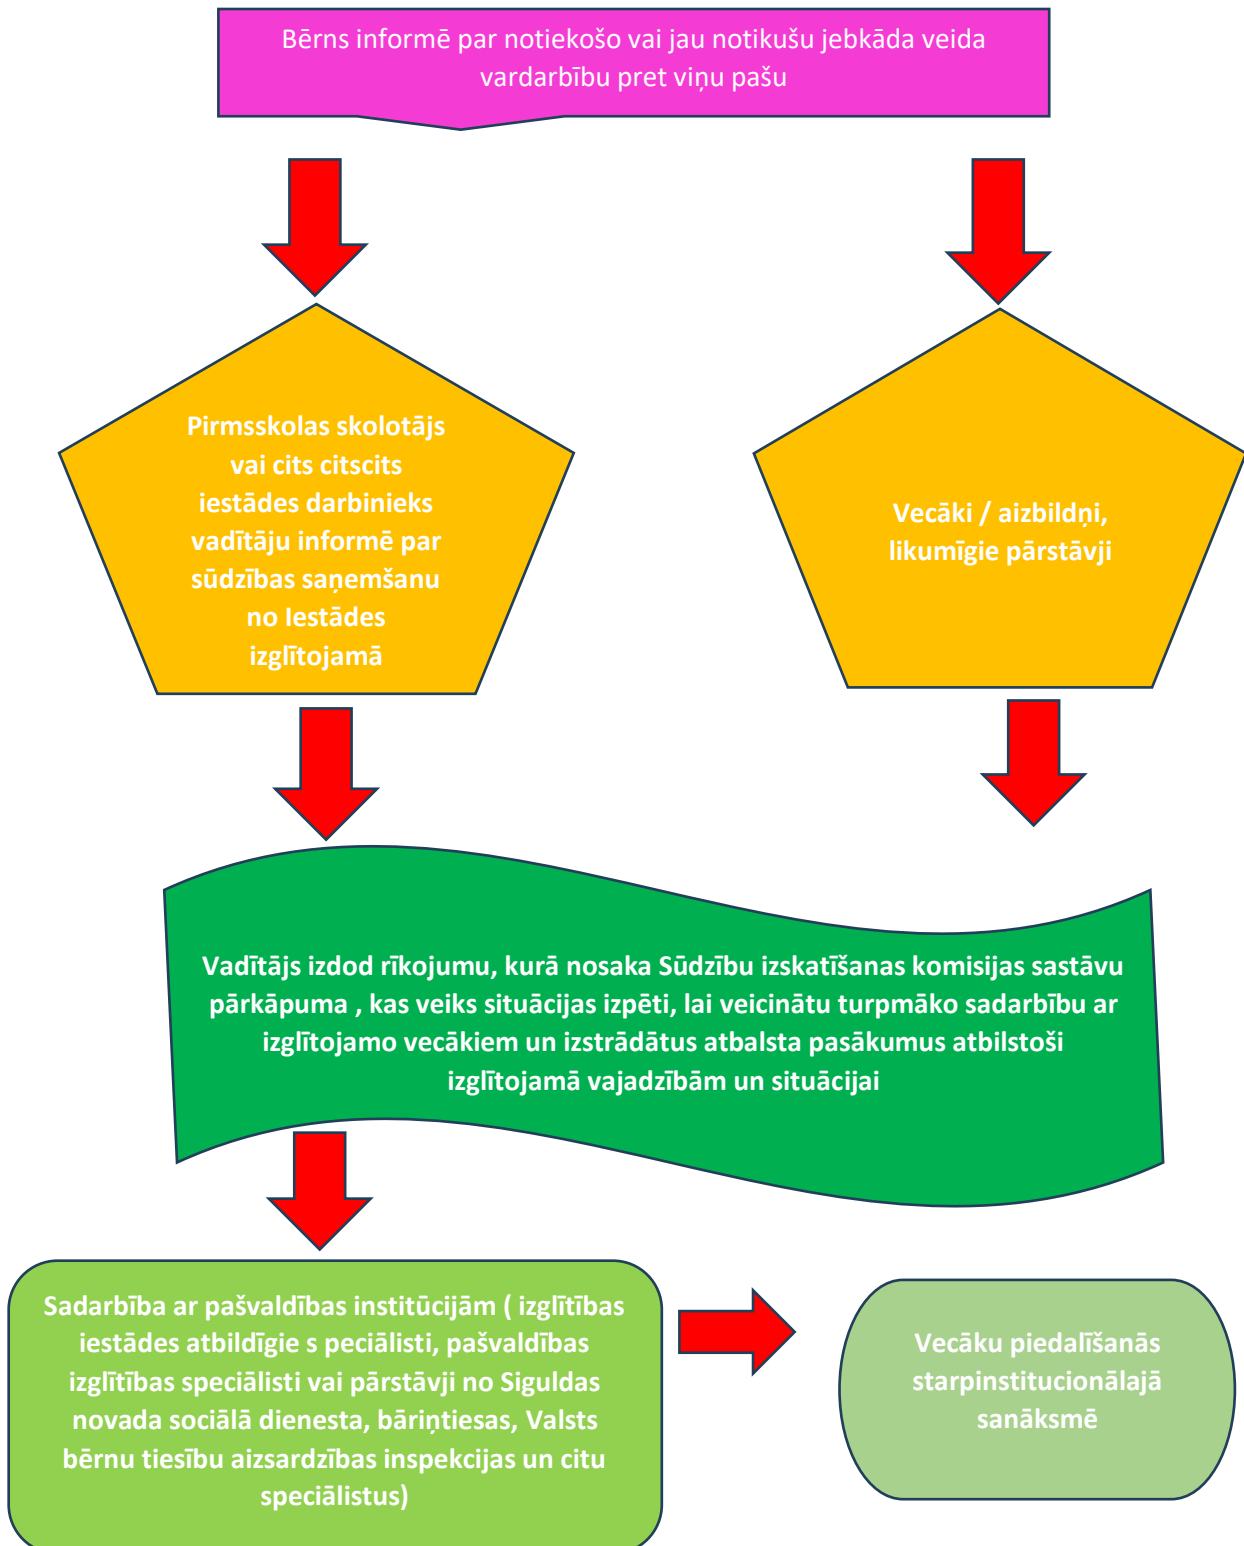 Bērns informē par notiekošo vai jau notikušu jebkāda veida
vardarbību pret viņu pašu
Pirmsskolas skolotājs
vai cits citscits
iestādes darbinieks
vadītāju informē par
sūdzības saņemšanu
no Iestādes
izglītojamā
Vecāki / aizbildņi,
likumīgie pārstāvji
Vadītājs izdod rīkojumu, kurā nosaka Sūdzību izskatīšanas komisijas sastāvu
pārkāpuma , kas veiks situācijas izpēti, lai veicinātu turpmāko sadarbību ar
izglītojamo vecākiem un izstrādātus atbalsta pasākumus atbilstoši
izglītojamā vajadzībām un situācijai
Sadarbība ar pašvaldības institūcijām ( izglītības
iestādes atbildīgie s peciālisti, pašvaldības
izglītības speciālisti vai pārstāvji no Siguldas
novada sociālā dienesta, bāriņtiesas, Valsts
bērnu tiesību aizsardzības inspekcijas un citu
speciālistus)
Vecāku piedalīšanās
starpinstitucionālajā
sanāksmē